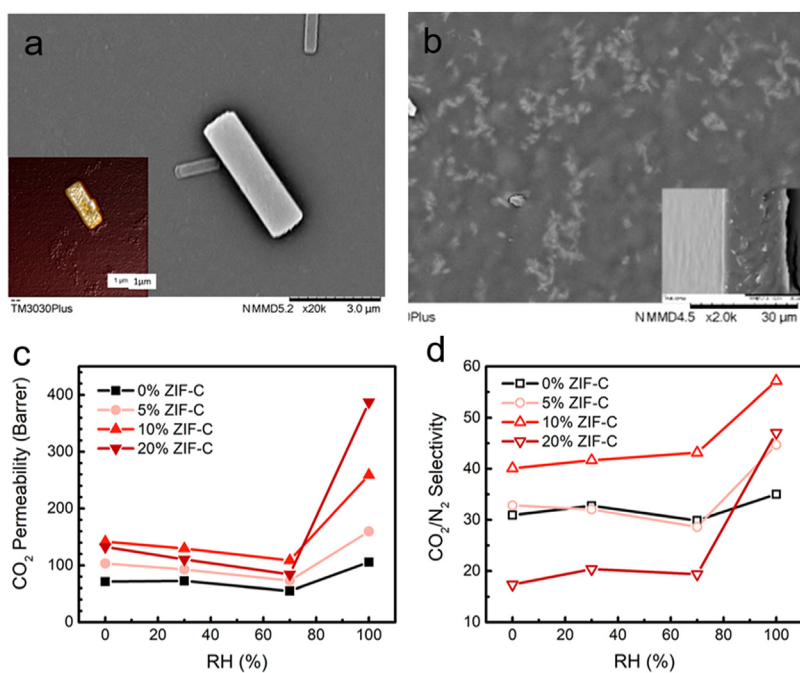 a
1 μm 1μm
TM3030Plus
NMMD5.2 x20k 3.0 μm
b
Plus
NMMD4.5 x2.0k 30 μm
c
CO2 Permeability (Barrer)
400
300
200
100
0
0% ZIF-C
5% ZIF-C
10% ZIF-C
20% ZIF-C
0 20 40 60 80 100
RH (%)
d
CO2/N2 Selectivity
60
50
40
30
20
10
0% ZIF-C
5% ZIF-C
10% ZIF-C
20% ZIF-C
0 20 40 60 80 100
RH (%)